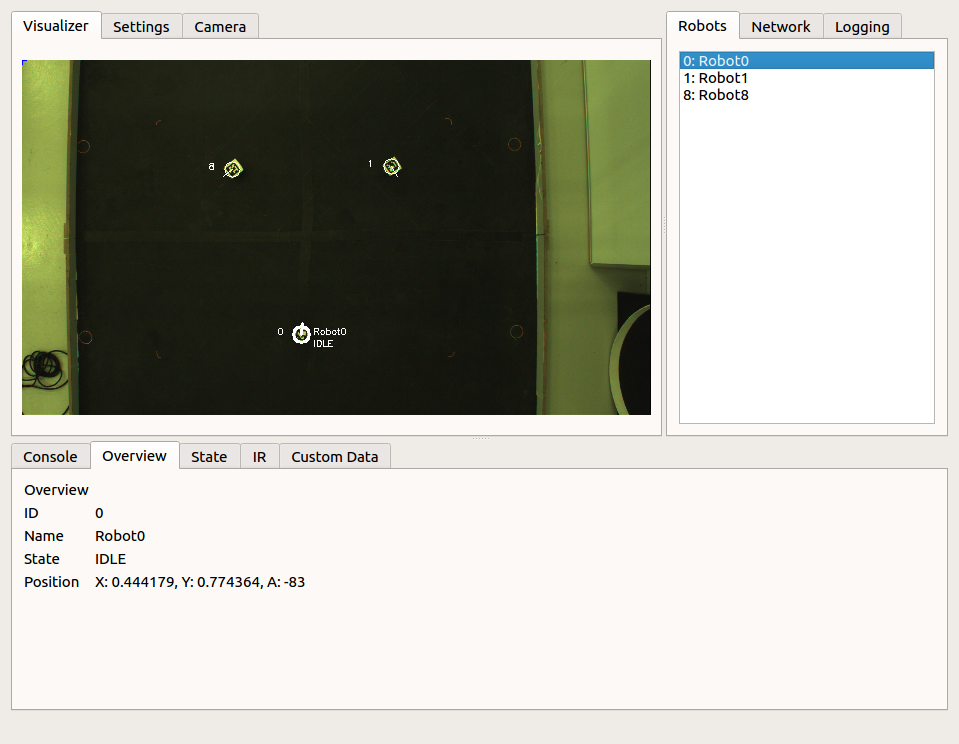 Visualizer Settings Camera
Robots Network Logging
0: Robot0
1: Robot1
8: Robot8
8
1
0 Robot0
IDLE
Console Overview State IR Custom Data
Overview
ID 0
Name Robot0
State IDLE
Position X: 0.444179, Y: 0.774364, A: -83